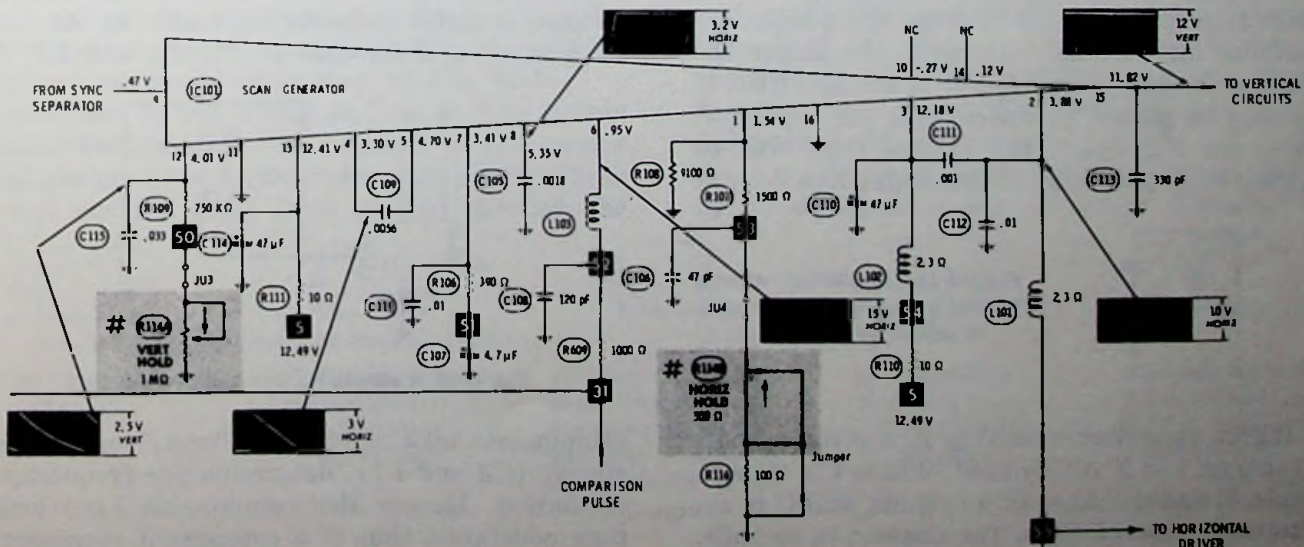 3.2 V
HORIZ
12 V
VERT
NC
NC
10
-.27 V
14
.12 V
11.82 V
15
FROM SYNC
SEPARATOR
.47 V
IC101
SCAN GENERATOR
TO VERTICAL
CIRCUITS
12
4.01 V
11
13
12.41 V
4
3.30 V
5
4.70 V
7
3.41 V
8
5.35 V
6
.95 V
1
1.54 V
16
3
12.18 V
2
3.88 V
C111
.001
C109
.0056
C105
.0018
R108
9100 Ω
1500 Ω
C110
47 µF
C112
.01
C113
330 pF
R109
750 KΩ
C115
.033
50
C114
47 µF
L103
JU3
R111
10 Ω
5
12.49 V
.01
R106
390 Ω
C107
4.7 µF
C108
120 pF
C106
47 pF
JU4
L102
2.3 Ω
L101
2.3 Ω
15 V
HORIZ
10 V
HORIZ
#
R114A
VERT
HOLD
1 MΩ
R609
1000 Ω
31
#
HORIZ
HOLD
R110
10 Ω
5
12.49 V
2.5 V
VERT
3 V
HORIZ
Jumper
R116
100 Ω
COMPARISON
PULSE
TO HORIZONTAL
DRIVER